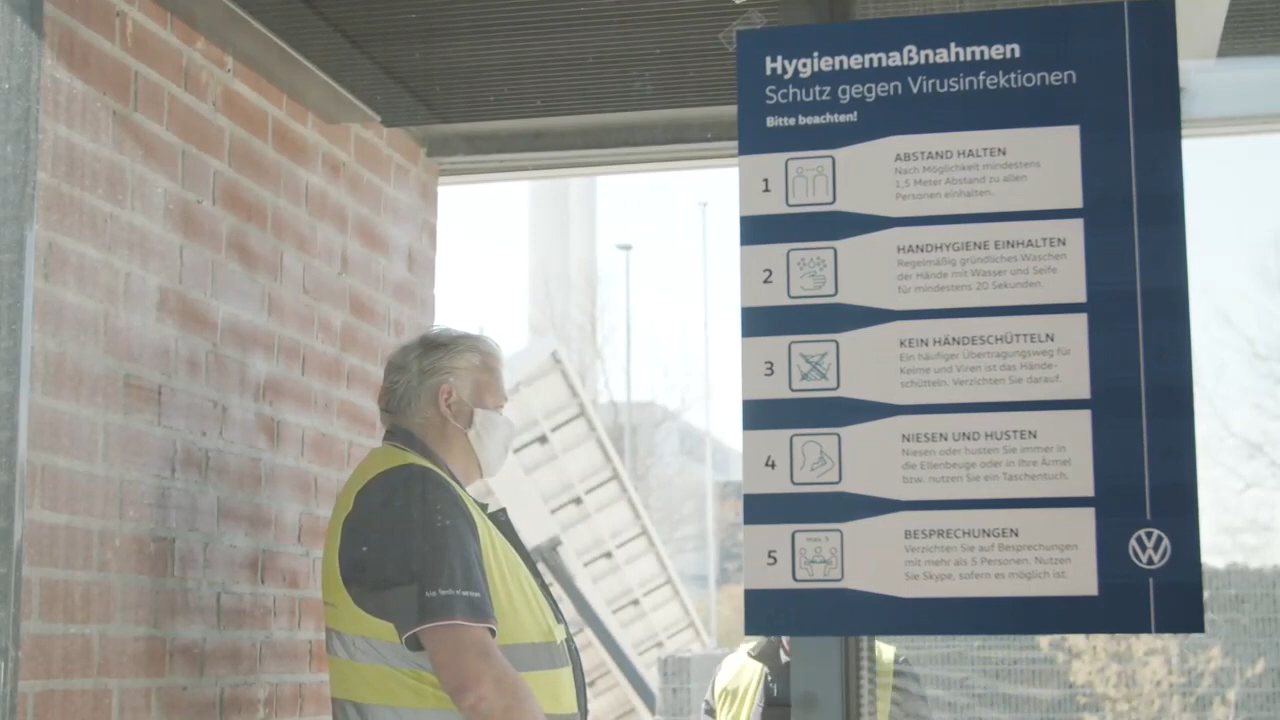 Hygienemaßnahmen
Schutz gegen Virusinfektionen
Bitte beachten!
1
ABSTAND HALTEN
Nach Möglichkeit mindestens
1,5 Meter Abstand zu allen
Personen einhalten.
2
HANDHYGIENE EINHALTEN
Regelmäßig gründliches Waschen
der Hände mit Wasser und Seife
für mindestens 20 Sekunden.
3
KEIN HÄNDESCHÜTTELN
Ein häufiger Übertragungsweg für
Keime und Viren ist das Hände-
schütteln. Verzichten Sie darauf.
4
NIESEN UND HUSTEN
Niesen oder husten Sie immer in
die Ellenbeuge oder in Ihre Ärmel
bzw. nutzen Sie ein Taschentuch.
5
max. 5
BESPRECHUNGEN
Verzichten Sie auf Besprechungen
mit mehr als 5 Personen. Nutzen
Sie Skype, sofern es möglich ist.